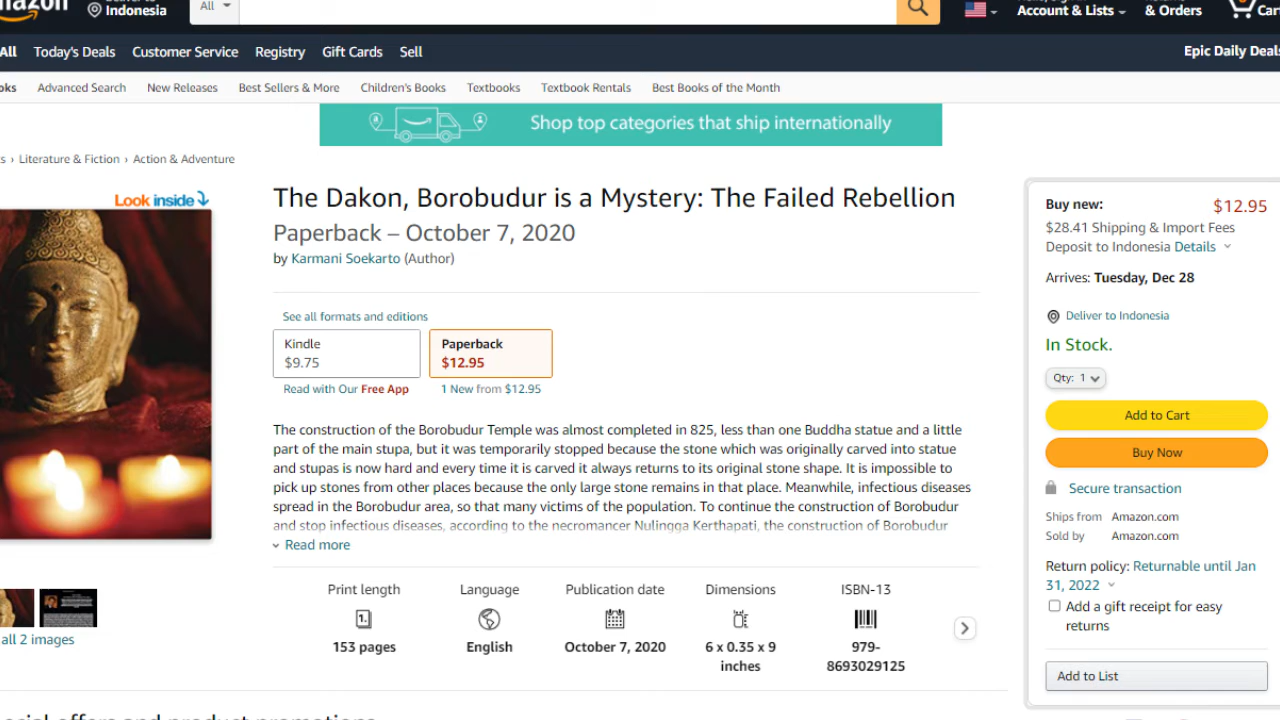 Indonesia
All
Account & Lists
& Orders
All Today's Deals Customer Service Registry Gift Cards Sell
Epic Daily Deals
Advanced Search New Releases Best Sellers & More Children's Books Textbooks Textbook Rentals Best Books of the Month
Shop top categories that ship internationally
› Literature & Fiction › Action & Adventure
Look inside
The Dakon, Borobudur is a Mystery: The Failed Rebellion
Paperback – October 7, 2020
by Karmani Soekarto (Author)
See all formats and editions
Kindle
$9.75
Read with Our Free App
Paperback
$12.95
1 New from $12.95
The construction of the Borobudur Temple was almost completed in 825, less than one Buddha statue and a little
part of the main stupa, but it was temporarily stopped because the stone which was originally carved into statue
and stupas is now hard and every time it is carved it always returns to its original stone shape. It is impossible to
pick up stones from other places because the only large stone remains in that place. Meanwhile, infectious diseases
spread in the Borobudur area, so that many victims of the population. To continue the construction of Borobudur
and stop infectious diseases, according to the necromancer Nulingga Kerthapati, the construction of Borobudur
Read more
Print length
153 pages
Language
English
Publication date
October 7, 2020
Dimensions
6 x 0.35 x 9
inches
ISBN-13
979-
8693029125
all 2 images
Buy new: $12.95
$28.41 Shipping & Import Fees
Deposit to Indonesia Details
Arrives: Tuesday, Dec 28
Deliver to Indonesia
In Stock.
Qty: 1
Add to Cart
Buy Now
Secure transaction
Ships from Amazon.com
Sold by Amazon.com
Return policy: Returnable until Jan
31, 2022
Add a gift receipt for easy
returns
Add to List